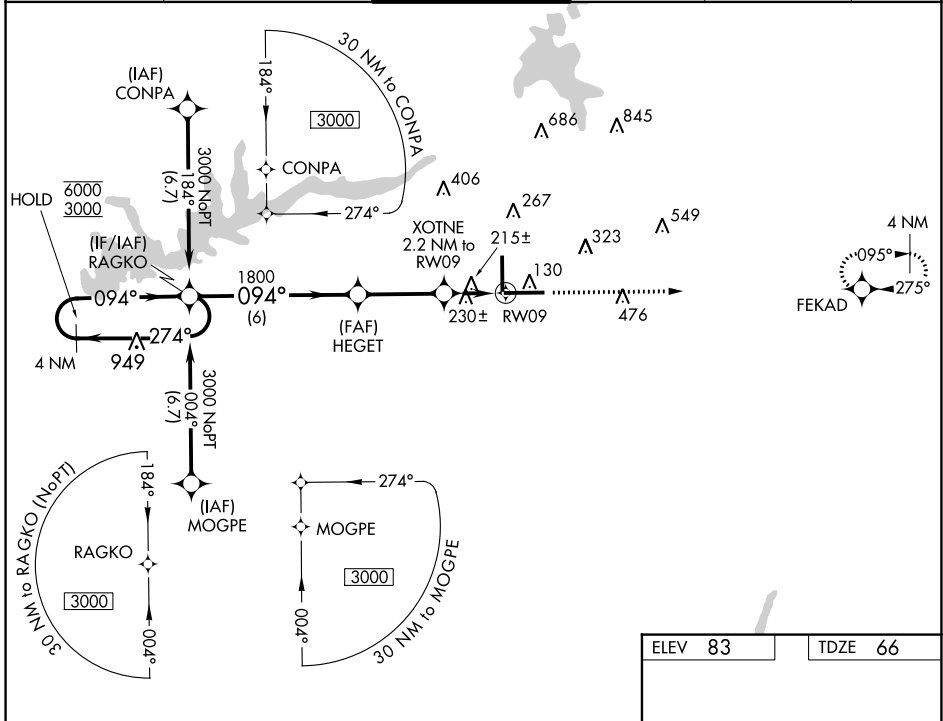 (IAF)
CONPA
184°
30 NM to CONPA
3000
CONPA
274°
3000 NoPT
184°
(6.7)
HOLD
6000
3000
(IF/IAF)
RAGKO
094°
274°
4 NM
949
1800
094°
(6)
(FAF)
HEGET
XOTNE
2.2 NM to
RW09
406
686
845
267
215±
323
549
130
230±
RW09
476
4 NM
095°
275°
FEKAD
3000 NoPT
004°
(6.7)
(IAF)
MOGPE
30 NM to RAGKO (NoPT)
184°
RAGKO
3000
004°
274°
MOGPE
3000
004°
30 NM to MOGPE
ELEV 83
TDZE 66